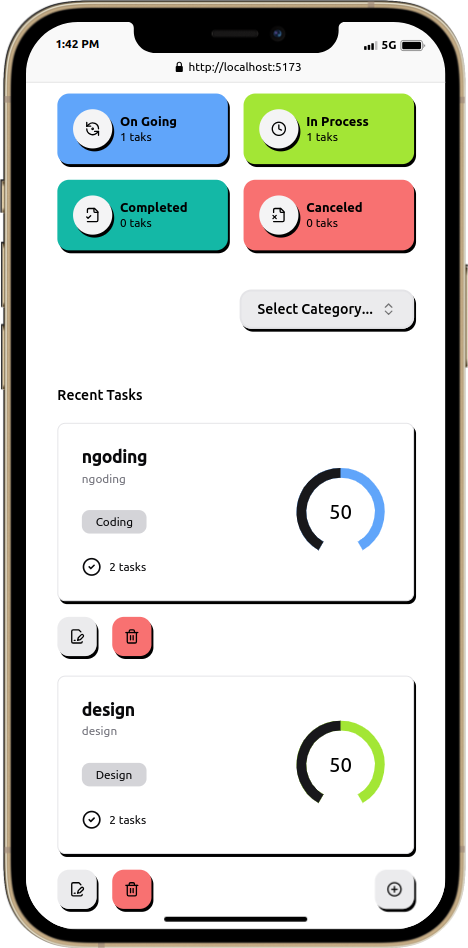 1:42 PM
5G
http://localhost:5173
On Going
1 taks
In Process
1 taks
Completed
0 taks
Canceled
0 taks
Select Category...
Recent Tasks
ngoding
ngoding
Coding
2 tasks
50
design
design
Design
2 tasks
50